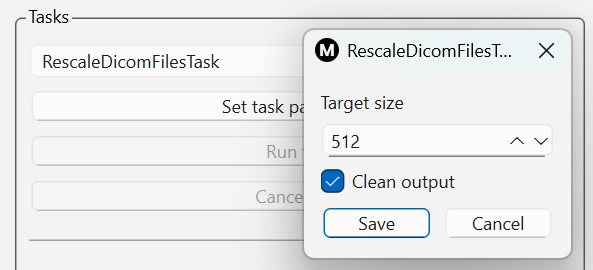 Tasks
RescaleDicomFilesTask
Set task pa
Run
Cance
M RescaleDicomFilesT...
Target size
512
Clean output
Save
Cancel